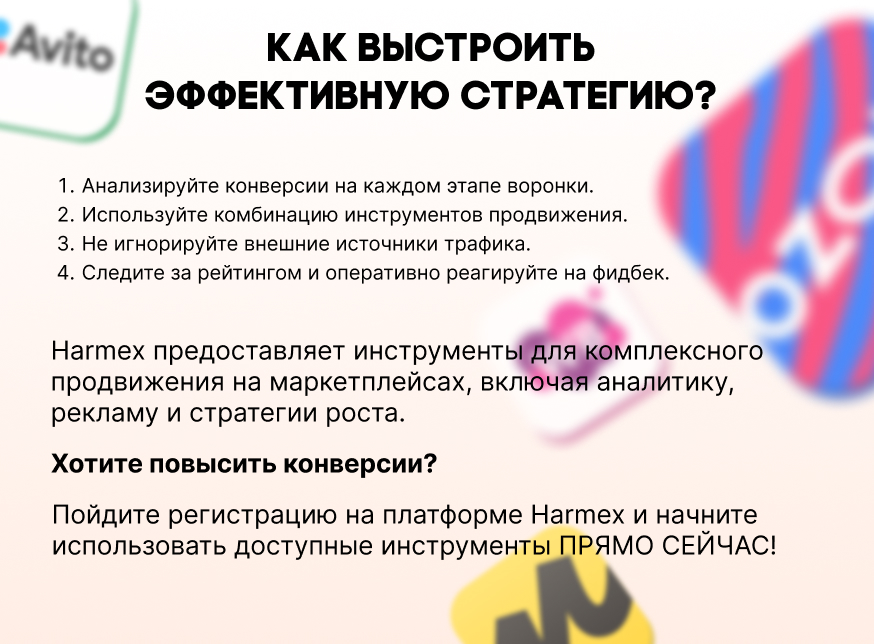 Avito
КАК ВЫСТРОИТЬ
ЭФФЕКТИВНУЮ СТРАТЕГИЮ?
1. Анализируйте конверсии на каждом этапе воронки.
2. Используйте комбинацию инструментов продвижения.
3. Не игнорируйте внешние источники трафика.
4. Следите за рейтингом и оперативно реагируйте на фидбек.
OZO
Harmex предоставляет инструменты для комплексного
продвижения на маркетплейсах, включая аналитику,
рекламу и стратегии роста.
Хотите повысить конверсии?
Пойдите регистрацию на платформе Harmex и начните
использовать доступные инструменты ПРЯМО СЕЙЧАС!